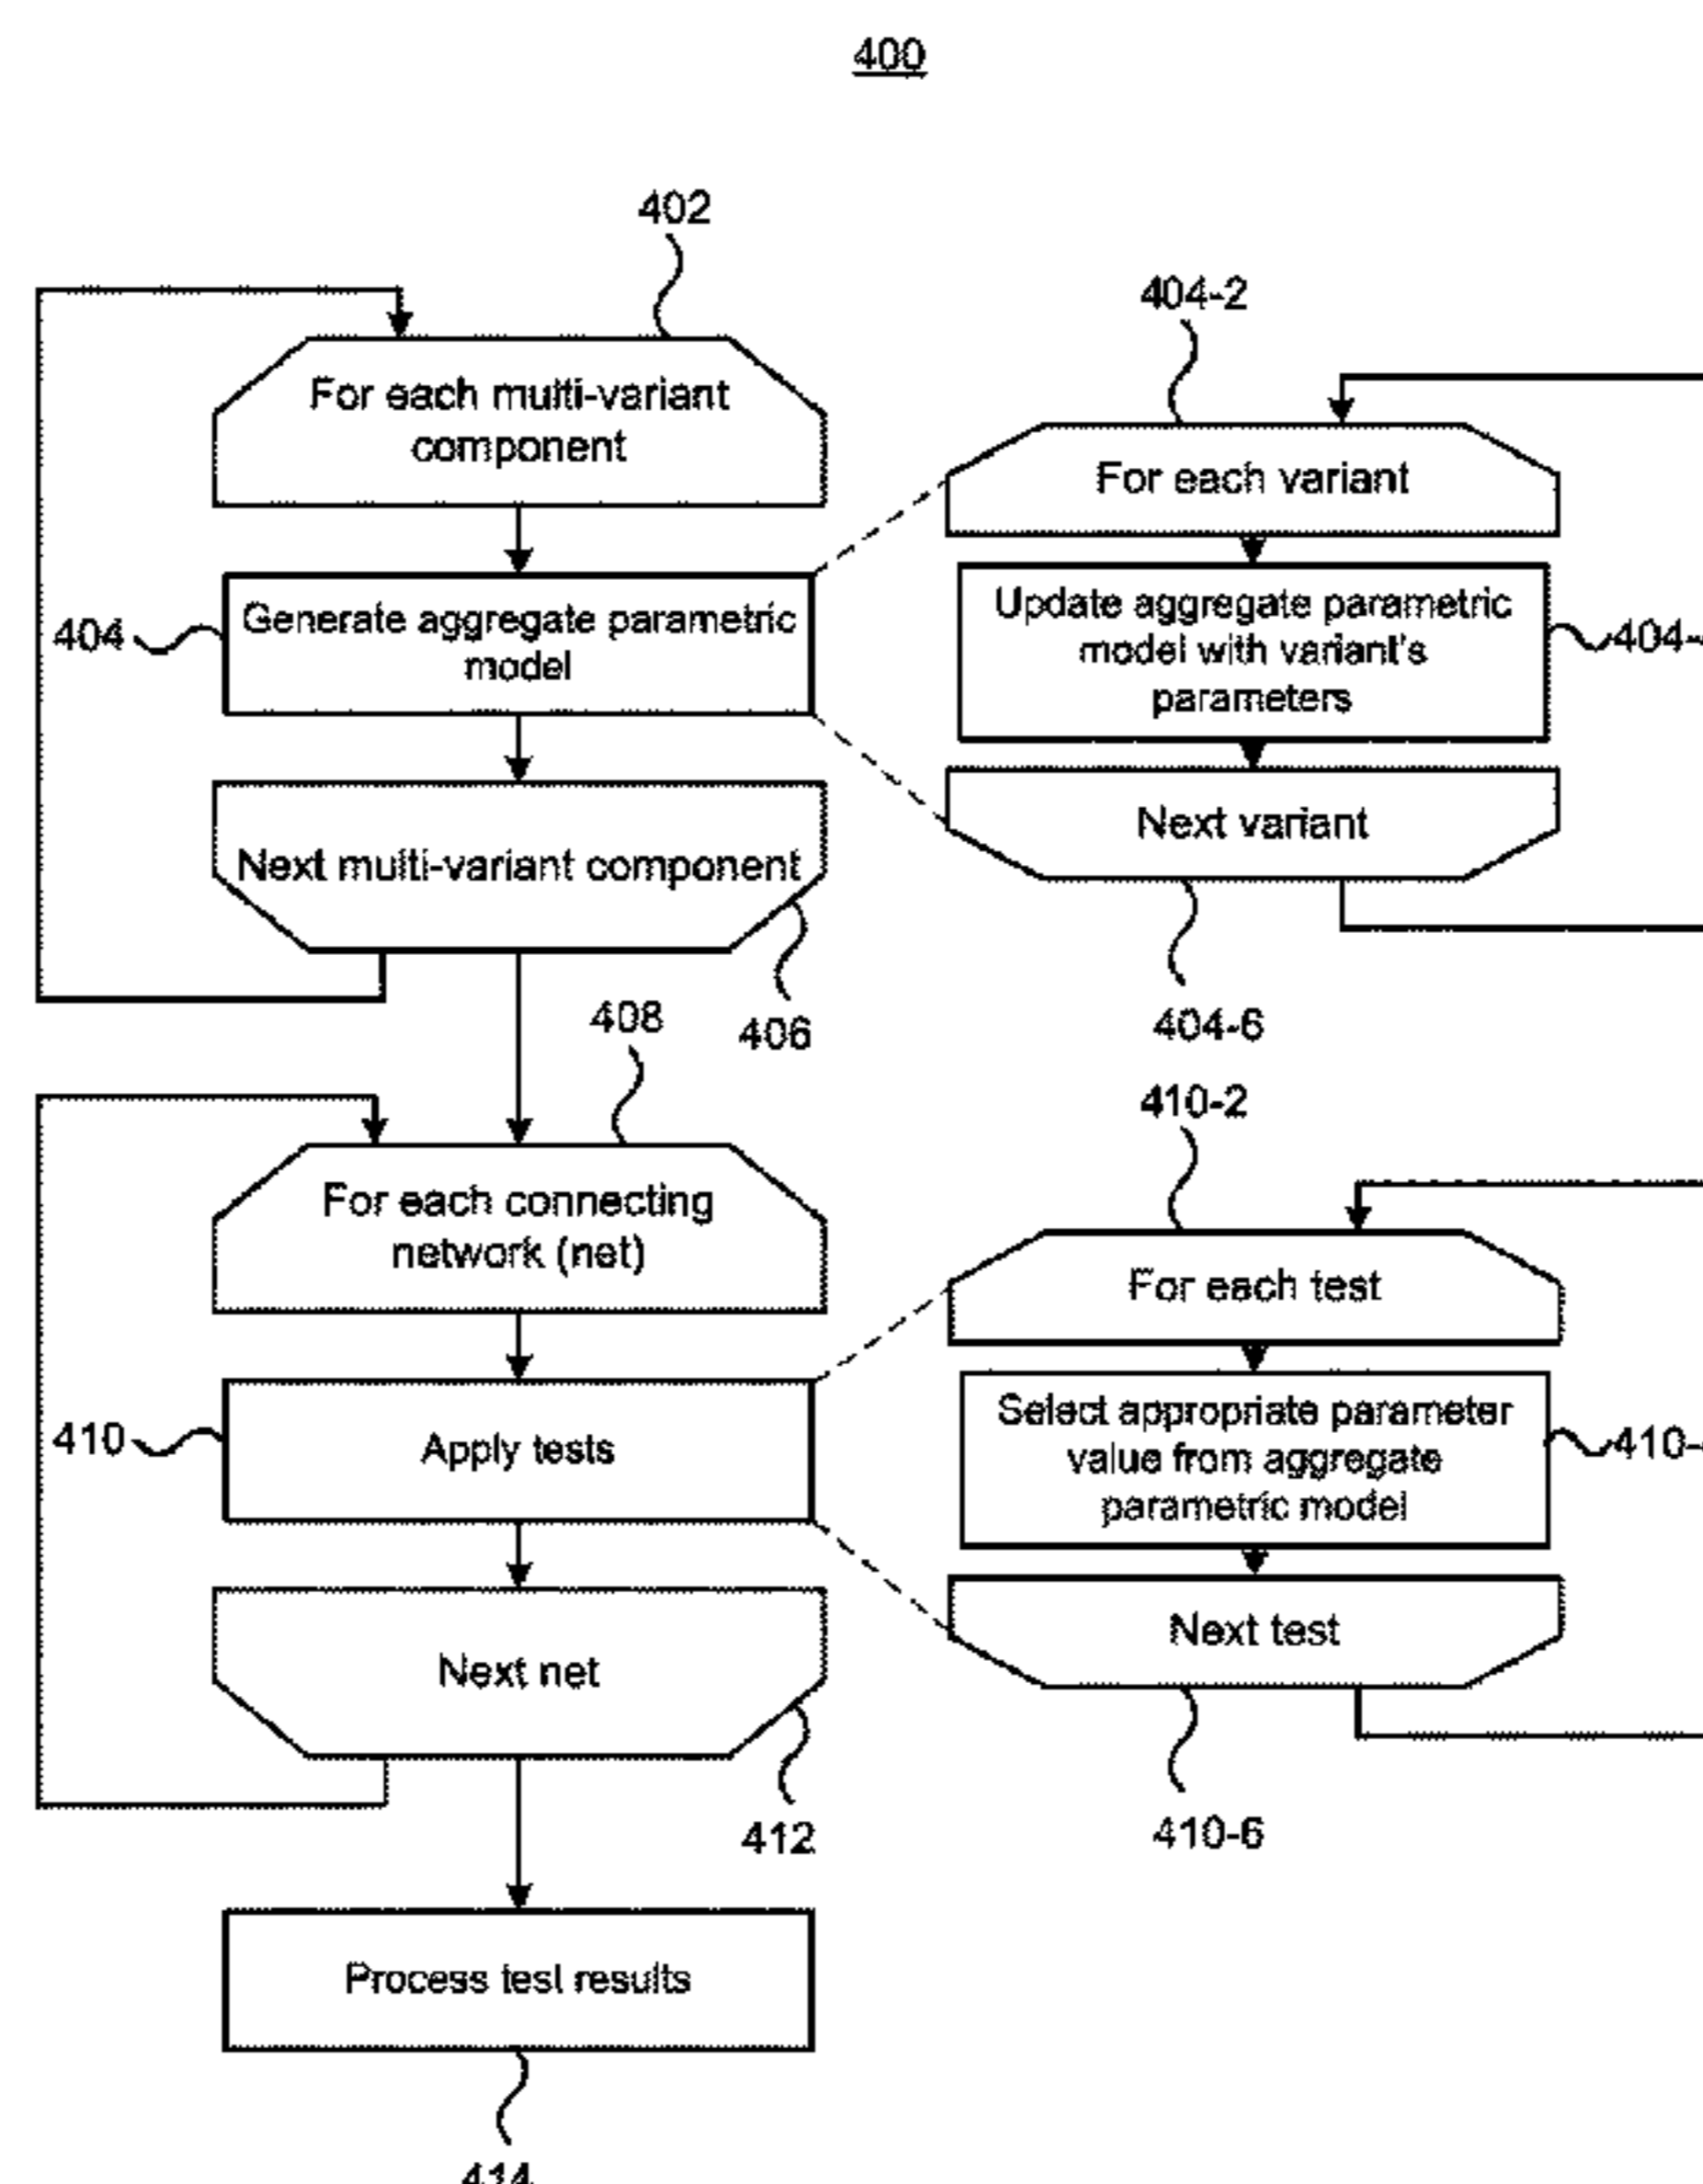 400
402
For each multi-variant
component
404
Generate aggregate parametric
model
Next multi-variant component
406
404-2
For each variant
Update aggregate parametric
model with variant's
parameters
404-
Next variant
404-6
408
For each connecting
network (net)
410
Apply tests
Next net
412
410-2
For each test
Select appropriate parameter
value from aggregate
parametric model
410-
Next test
410-6
Process test results
414